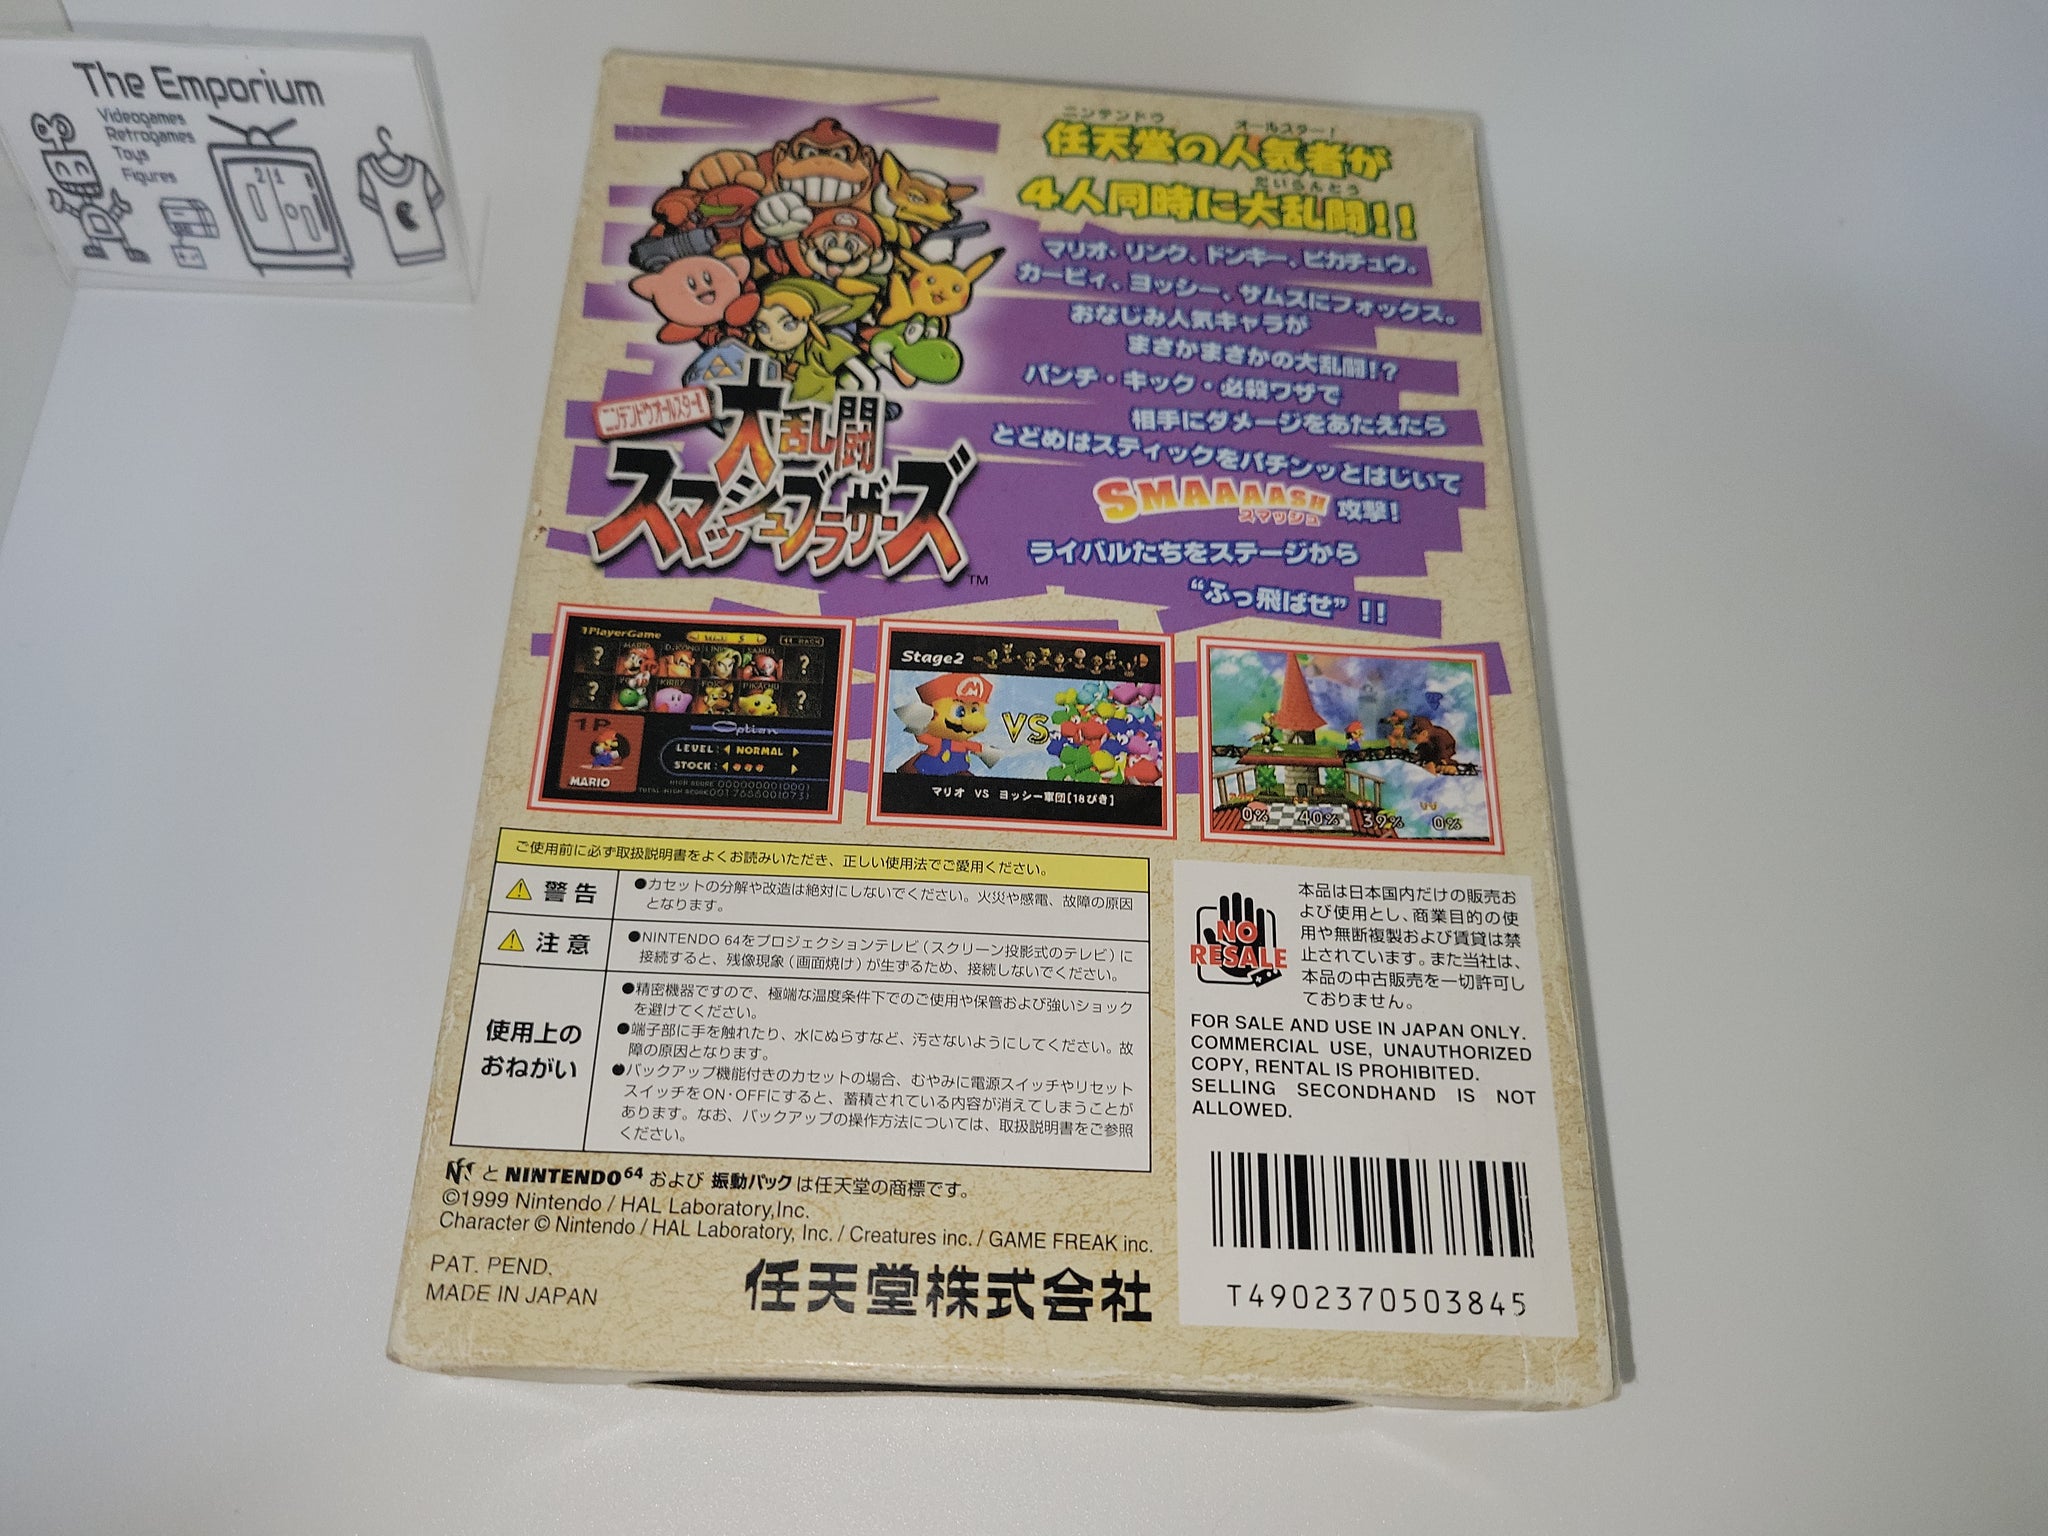 The Emporium
Videogames
Retrogames
Toys
Figures
ニンテンドウ オールスター!
任天堂の人気者が
だいらんとう
4人同時に大乱闘!!
マリオ、リンク、ドンキー、ピカチュウ。
カービィ、ヨッシー、サムスにフォックス。
おなじみ人気キャラが
まさかまさかの大乱闘!?
パンチ・キック・必殺ワザで
相手にダメージをあたえたら
とどめはスティックをパチンッとはじいて
SMAAAASH 攻撃!
スマッシュ
ライバルたちをステージから
“ふっ飛ばせ”!!
ニンテンドウオールスター!
大乱闘
スマッシュブラザーズ
TM
1PlayerGame
BACK
MARIO D.KONG LINK SAMUS
? ?
KIRBY FOX PIKACHU
? ?
1P
MARIO
Option
LEVEL: NORMAL
STOCK:
HIGH SCORE
TOTAL HIGH SCORE
Stage2
VS
マリオ VS ヨッシー軍団[18ぴき]
0% 40% 39% 0%
ご使用前に必ず取扱説明書をよくお読みいただき、正しい使用法でご愛用ください。
警告
●カセットの分解や改造は絶対にしないでください。火災や感電、故障の原因
となります。
注意
●NINTENDO 64をプロジェクションテレビ(スクリーン投影式のテレビ)に
接続すると、残像現象(画面焼け)が生ずるため、接続しないでください。
使用上の
おねがい
●精密機器ですので、極端な温度条件下でのご使用や保管および強いショック
を避けてください。
●端子部に手を触れたり、水にぬらすなど、汚さないようにしてください。故
障の原因となります。
●バックアップ機能付きのカセットの場合、むやみに電源スイッチやリセット
スイッチをON・OFFにすると、蓄積されている内容が消えてしまうことが
あります。なお、バックアップの操作方法については、取扱説明書をご参照
ください。
NO
RESALE
本品は日本国内だけの販売お
よび使用とし、商業目的の使
用や無断複製および賃貸は禁
止されています。また当社は、
本品の中古販売を一切許可し
ておりません。
FOR SALE AND USE IN JAPAN ONLY.
COMMERCIAL USE, UNAUTHORIZED
COPY, RENTAL IS PROHIBITED.
SELLING SECONDHAND IS NOT
ALLOWED.
T4902370503845
と NINTENDO64 および 振動パックは任天堂の商標です。
©1999 Nintendo / HAL Laboratory,Inc.
Character © Nintendo / HAL Laboratory, Inc. / Creatures inc. / GAME FREAK inc.
PAT. PEND.
MADE IN JAPAN
任天堂株式会社